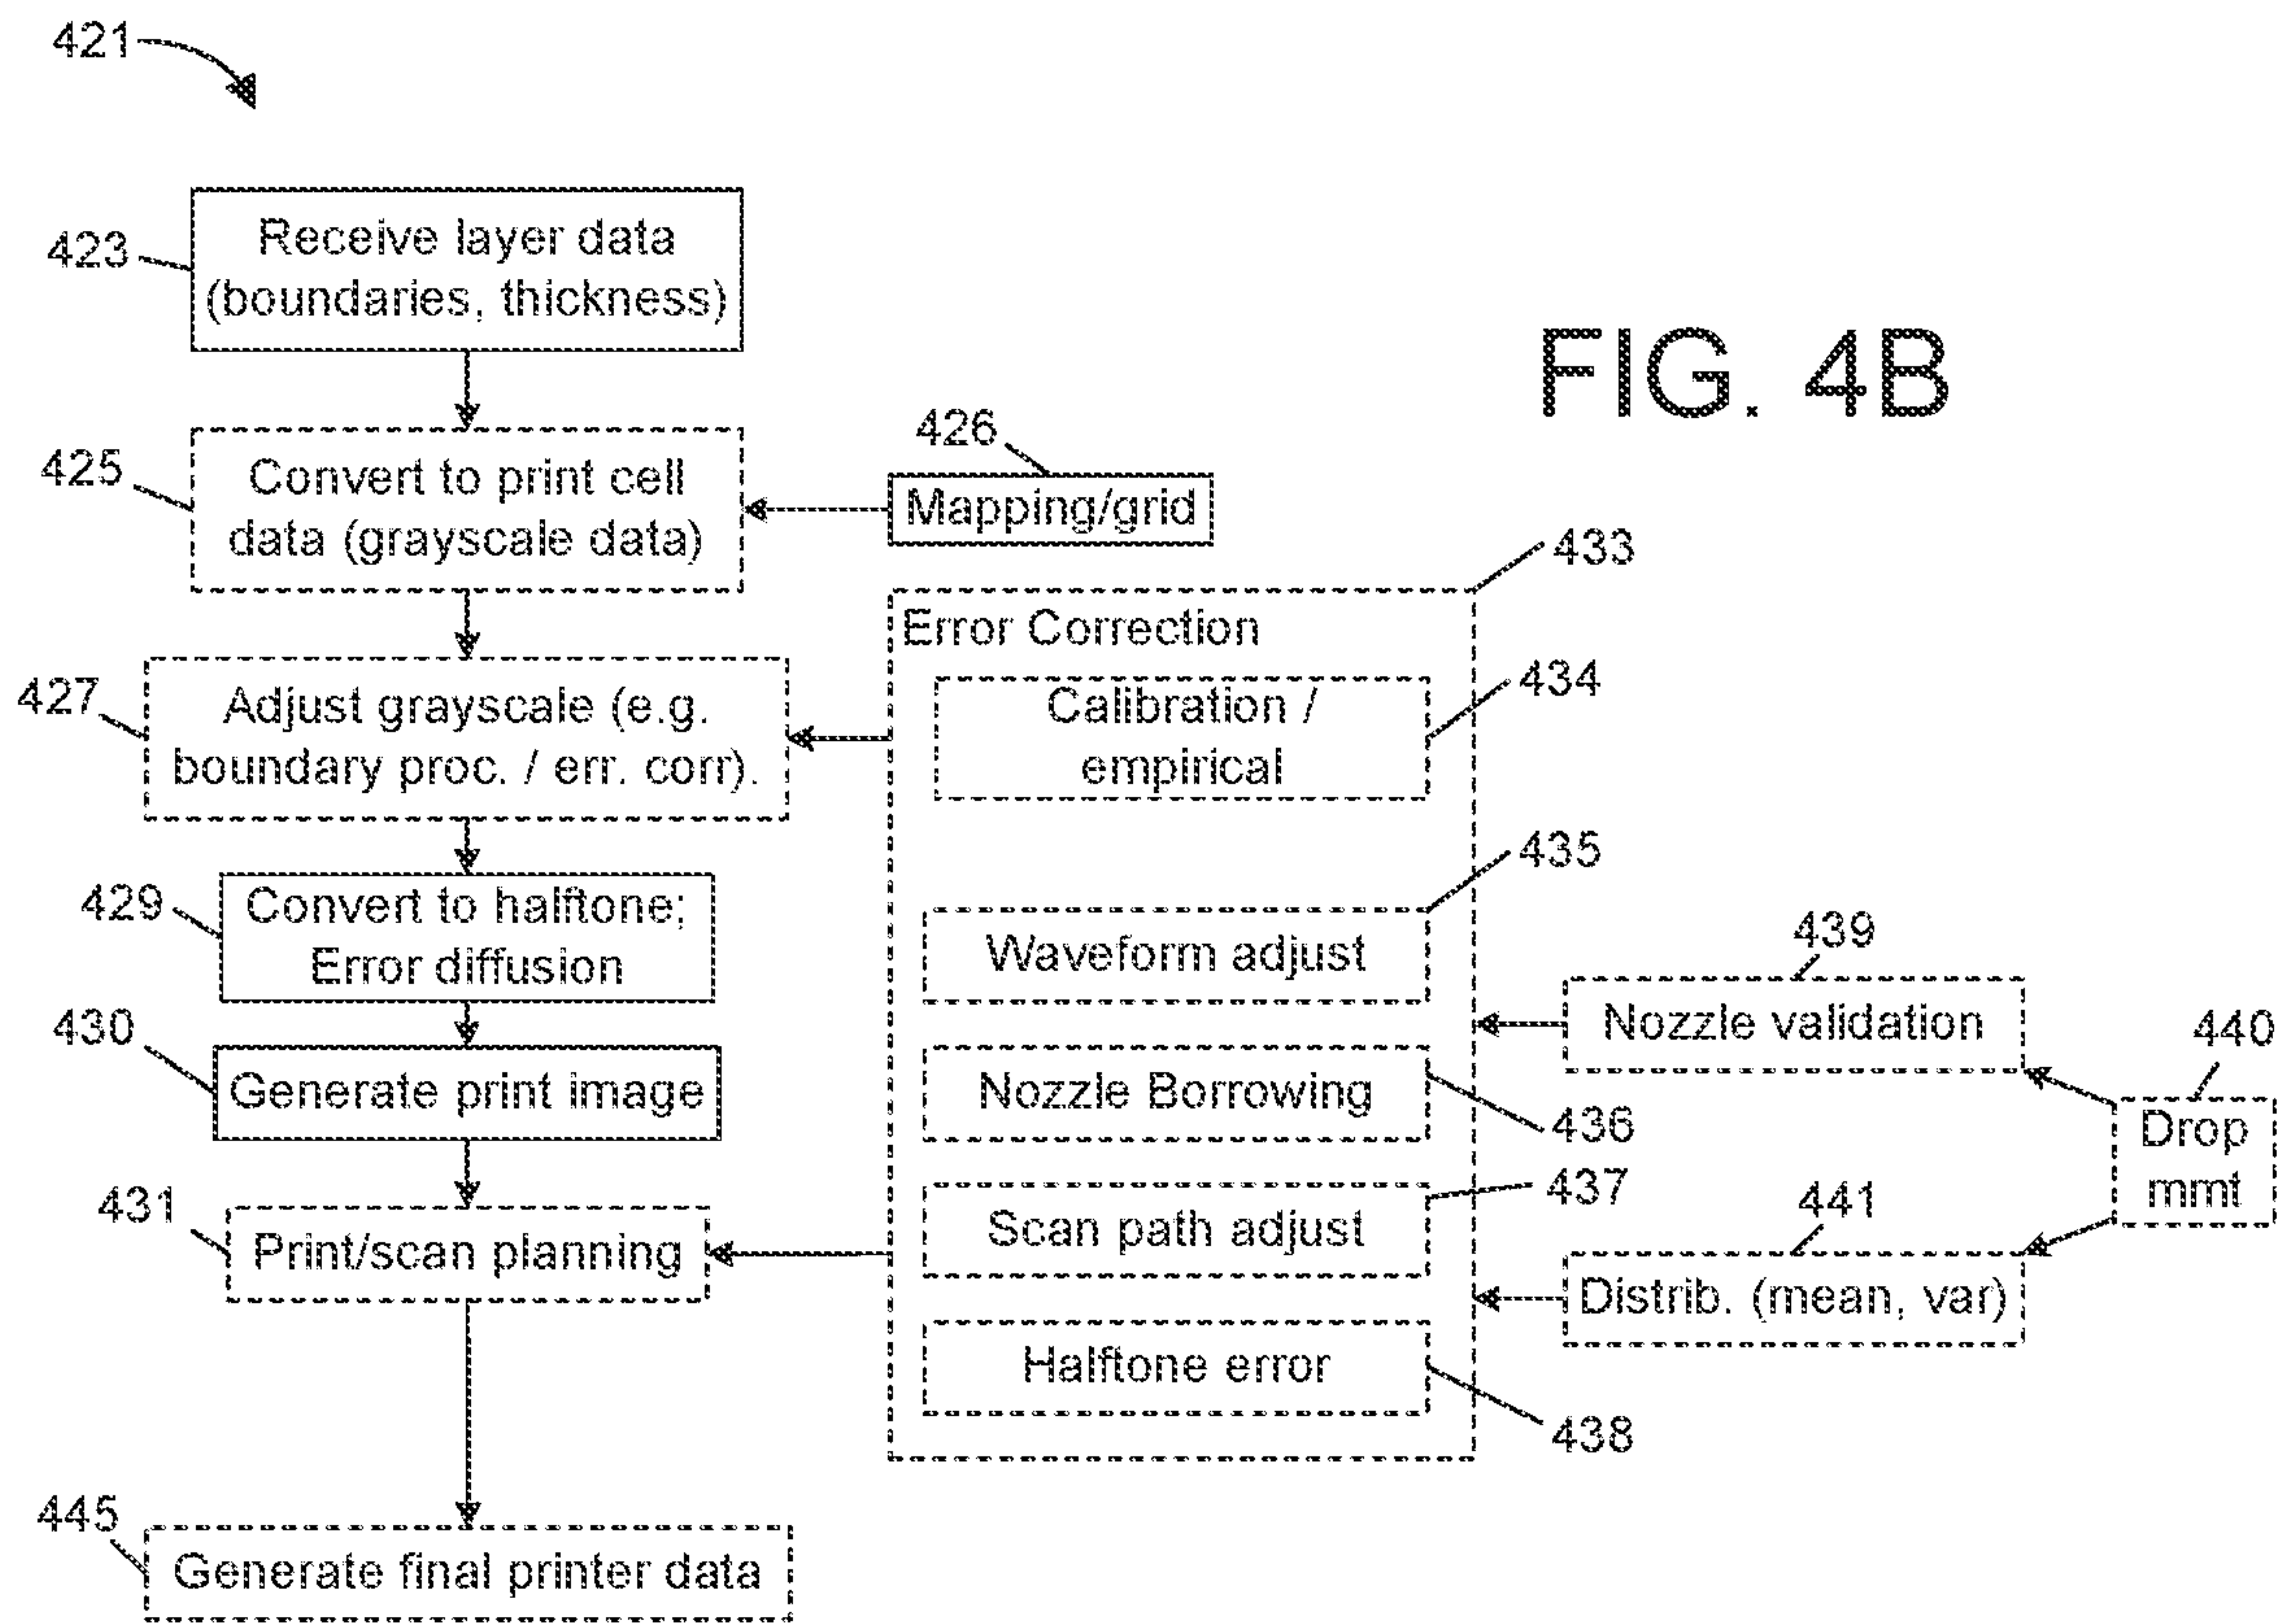 421
423
Receive layer data
(boundaries, thickness)
FIG. 4B
425
Convert to print cell
data (grayscale data)
426
Mapping/grid
433
Error Correction
427
Adjust grayscale (e.g.
boundary proc. / err. corr).
Calibration /
empirical
434
429
Convert to halftone;
Error diffusion
Waveform adjust
435
439
Nozzle validation
430
Generate print image
Nozzle Borrowing
436
440
Drop
mmt
431
Print/scan planning
Scan path adjust
437
441
Distrib. (mean, var)
Halftone error
438
445
Generate final printer data